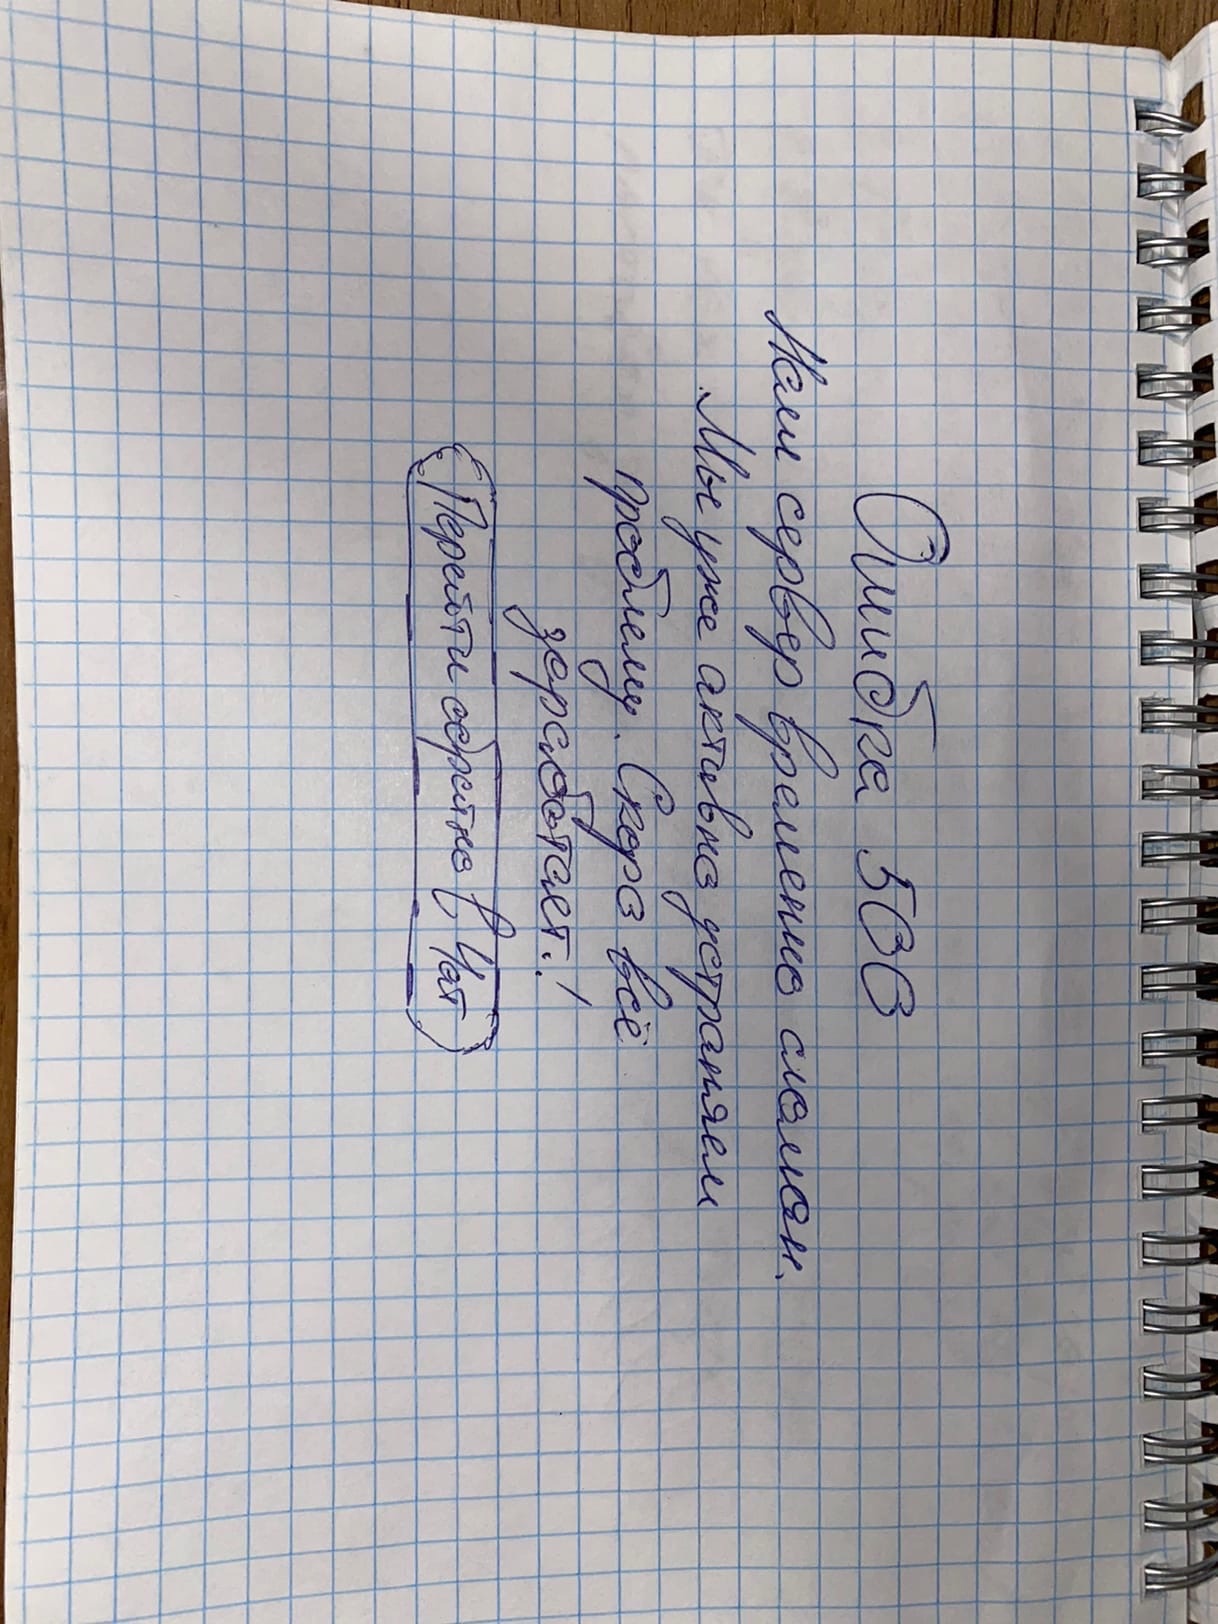 Ошибка 500
Наш сервер временно сломан.
Мы уже активно устраняем
проблему. Скоро всё
заработает!
Перейти обратно в Чат